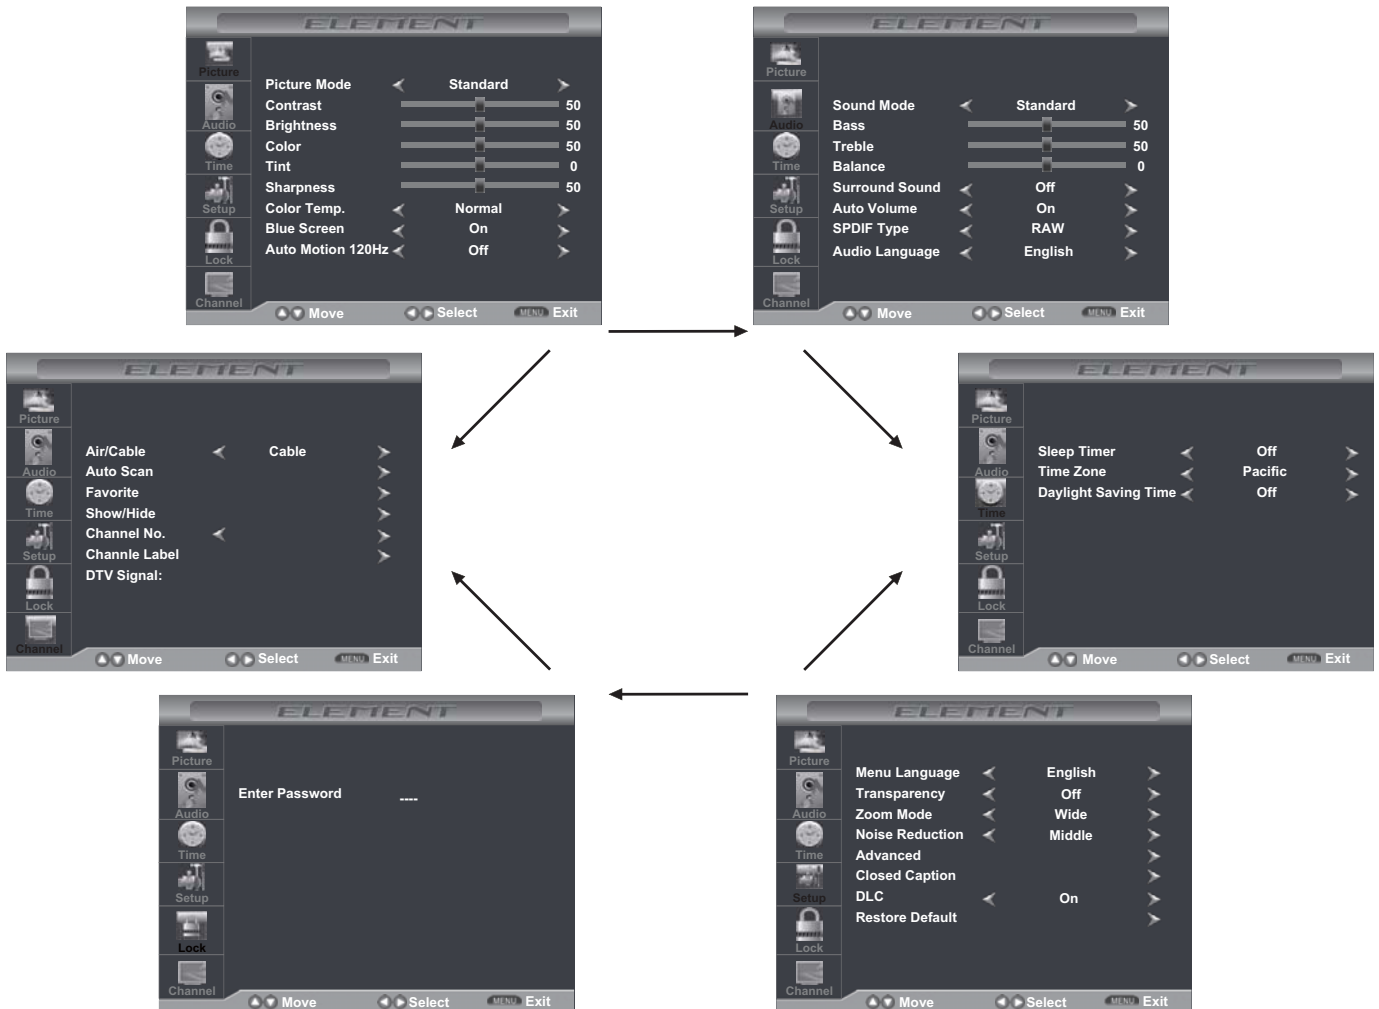 ELEMENT
Picture
Audio
Time
Setup
Lock
Channel
Picture Mode Standard
Contrast 50
Brightness 50
Color 50
Tint 0
Sharpness 50
Color Temp. Normal
Blue Screen On
Auto Motion 120Hz Off
Move Select MENU Exit
ELEMENT
Picture
Audio
Time
Setup
Lock
Channel
Sound Mode Standard
Bass 50
Treble 50
Balance 0
Surround Sound Off
Auto Volume On
SPDIF Type RAW
Audio Language English
Move Select MENU Exit
ELEMENT
Picture
Audio
Time
Setup
Lock
Channel
Air/Cable Cable
Auto Scan
Favorite
Show/Hide
Channel No.
Channle Label
DTV Signal:
Move Select MENU Exit
ELEMENT
Picture
Audio
Time
Setup
Lock
Channel
Sleep Timer Off
Time Zone Pacific
Daylight Saving Time Off
Move Select MENU Exit
ELEMENT
Picture
Audio
Time
Setup
Lock
Channel
Enter Password ----
Move Select MENU Exit
ELEMENT
Picture
Audio
Time
Setup
Lock
Channel
Menu Language English
Transparency Off
Zoom Mode Wide
Noise Reduction Middle
Advanced
Closed Caption
DLC On
Restore Default
Move Select MENU Exit